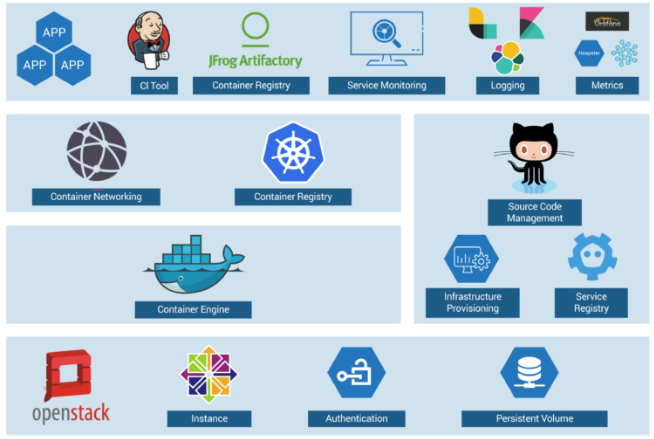 APP
APP APP
JFrog Artifactory
Grafana
Heapster
CI Tool
Container Registry
Service Monitoring
Logging
Metrics
Container Networking
Container Registry
Source Code
Management
Container Engine
Infrastructure
Provisioning
Service
Registry
openstack
Instance
Authentication
Persistent Volume